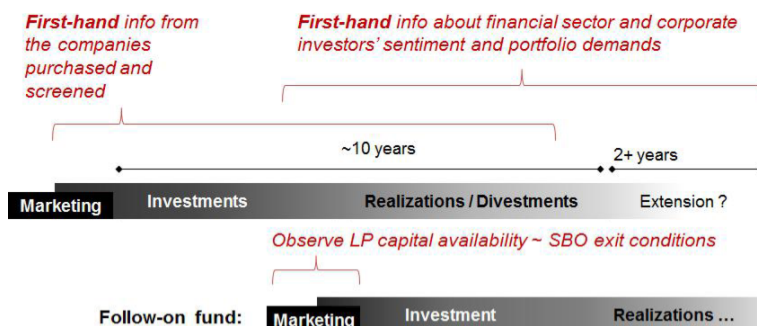 First-hand info from
the companies
purchased and
screened
First-hand info about financial sector and corporate
investors' sentiment and portfolio demands
~10 years
2+ years
Marketing
Investments
Realizations / Divestments
Extension ?
Observe LP capital availability ~ SBO exit conditions
Follow-on fund:
Marketing
Investment
Realizations ...